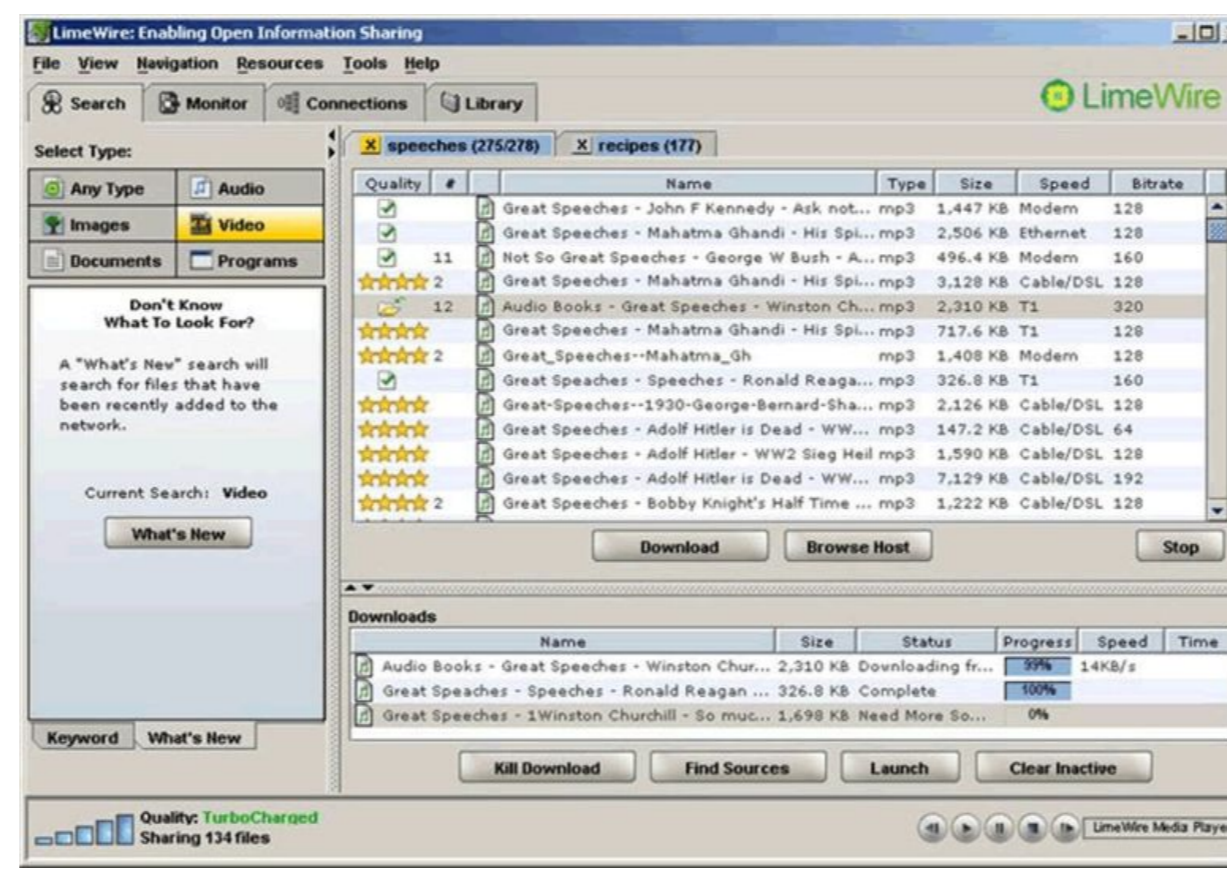 LimeWire: Enabling Open Information Sharing
File View Navigation Resources Tools Help
Search Monitor Connections Library
LimeWire
Select Type:
Any Type Audio
Images Video
Documents Programs
Don't Know
What To Look For?
A "What's New" search will
search for files that have
been recently added to the
network.
Current Search: Video
What's New
Keyword What's New
speeches (275/278) recipes (177)
Quality # Name Type Size Speed Bitrate
Great Speeches - John F Kennedy - Ask not... mp3 1,447 KB Modem 128
Great Speeches - Mahatma Ghandi - His Spi... mp3 2,506 KB Ethernet 128
11 Not So Great Speeches - George W Bush - A... mp3 496.4 KB Modem 160
2 Great Speeches - Mahatma Ghandi - His Spi... mp3 3,128 KB Cable/DSL 128
12 Audio Books - Great Speeches - Winston Ch... mp3 2,310 KB T1 320
Great Speeches - Mahatma Ghandi - His Spi... mp3 717.6 KB T1 128
2 Great_Speeches--Mahatma_Gh mp3 1,408 KB Modem 128
Great Speaches - Speeches - Ronald Reaga... mp3 326.8 KB T1 160
Great-Speeches--1930-George-Bernard-Sha... mp3 2,126 KB Cable/DSL 128
Great Speeches - Adolf Hitler is Dead - WW... mp3 147.2 KB Cable/DSL 64
Great Speeches - Adolf Hitler - WW2 Sieg Heil mp3 1,590 KB Cable/DSL 128
Great Speeches - Adolf Hitler is Dead - WW... mp3 7,129 KB Cable/DSL 192
2 Great Speeches - Bobby Knight's Half Time ... mp3 1,222 KB Cable/DSL 128
Download Browse Host Stop
Downloads
Name Size Status Progress Speed Time
Audio Books - Great Speeches - Winston Chur... 2,310 KB Downloading fr... 99% 14KB/s
Great Speaches - Speeches - Ronald Reagan ... 326.8 KB Complete 100%
Great Speeches - 1Winston Churchill - So muc... 1,698 KB Need More So... 0%
Kill Download Find Sources Launch Clear Inactive
Quality: TurboCharged
Sharing 134 files
LimeWire Media Playe